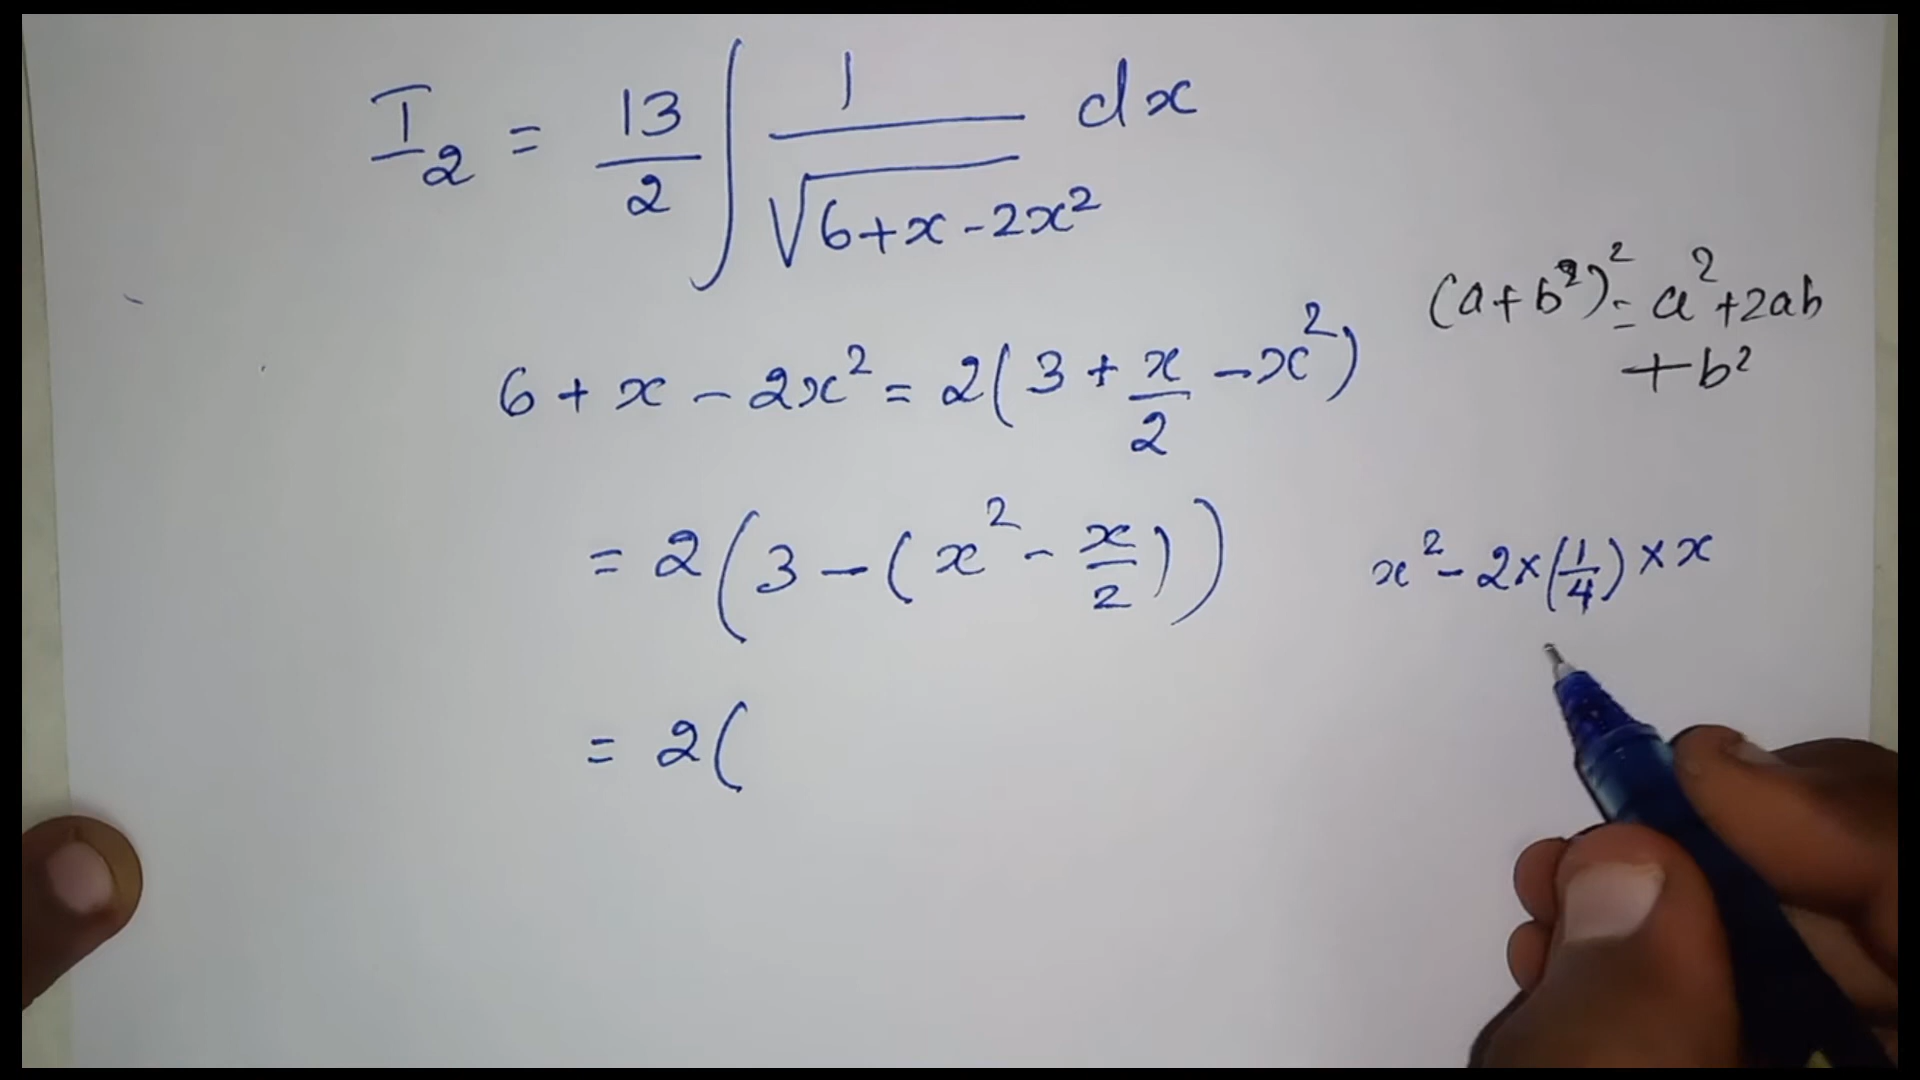 I₂ = 13/2 ∫ 1/√(6+x-2x²) dx
(a+b²)² = a²+2ab
+b²
6 + x - 2x² = 2(3 + x/2 - x²)
= 2(3 - (x² - x/2))
x² - 2×(1/4)×x
= 2(